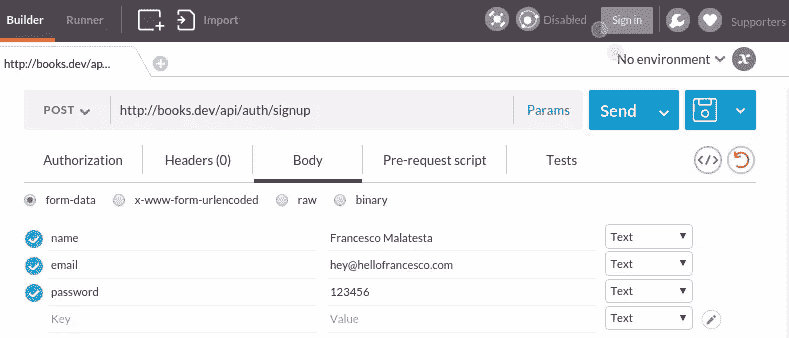 Builder Runner Import Disabled Sign in Supporters
http://books.dev/ap... No environment
POST http://books.dev/api/auth/signup Params Send
Authorization Headers (0) Body Pre-request script Tests
form-data x-www-form-urlencoded raw binary
name Francesco Malatesta Text
email hey@hellofrancesco.com Text
password 123456 Text
Key Value Text